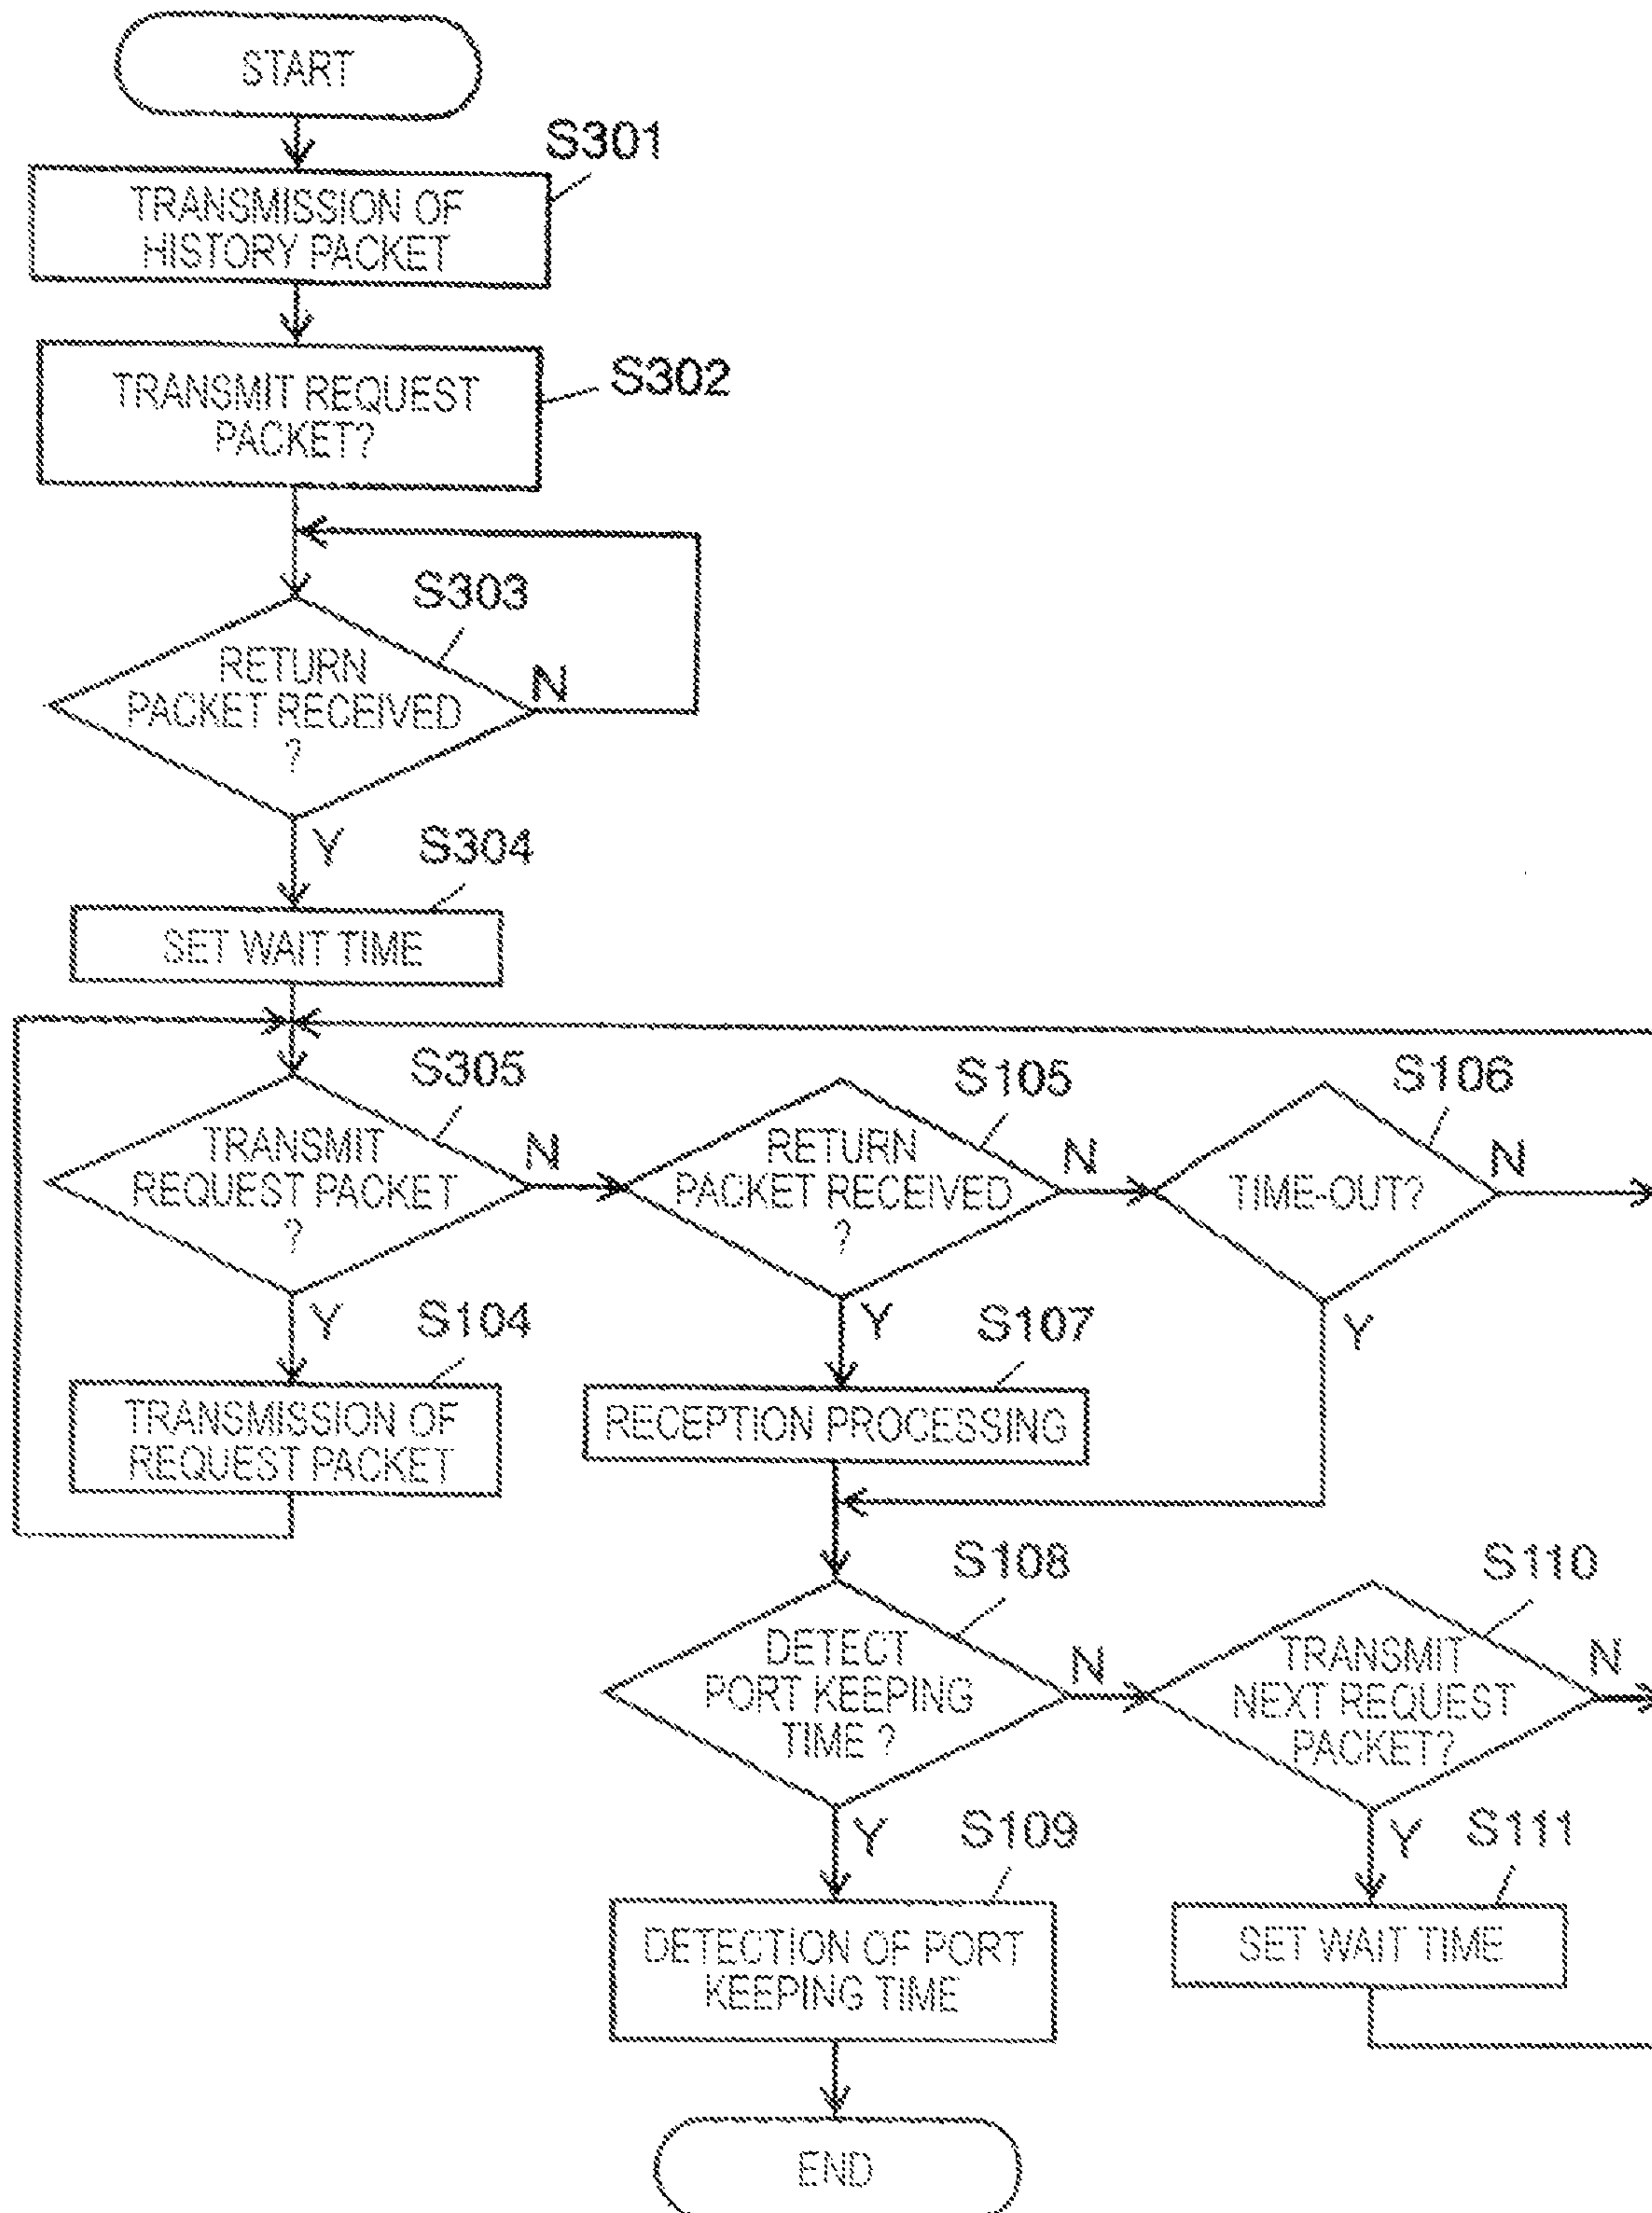 START
S301
TRANSMISSION OF
HISTORY PACKET
S302
TRANSMIT REQUEST
PACKET?
S303
RETURN
PACKET RECEIVED
?
N
Y
S304
SET WAIT TIME
S305
TRANSMIT
REQUEST PACKET
?
N
Y
S105
RETURN
PACKET RECEIVED
?
N
Y
S106
TIME-OUT?
N
Y
S104
TRANSMISSION OF
REQUEST PACKET
S107
RECEPTION PROCESSING
S108
DETECT
PORT KEEPING
TIME ?
N
Y
S110
TRANSMIT
NEXT REQUEST
PACKET?
N
Y
S109
DETECTION OF PORT
KEEPING TIME
S111
SET WAIT TIME
END